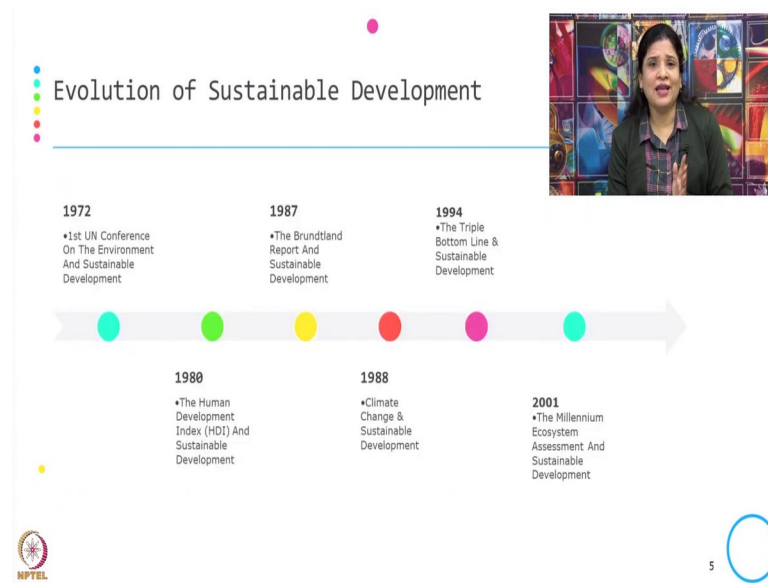 Evolution of Sustainable Development
1972
•1st UN Conference
On The Environment
And Sustainable
Development
1987
•The Brundtland
Report And
Sustainable
Development
1994
•The Triple
Bottom Line &
Sustainable
Development
1980
•The Human
Development
Index (HDI) And
Sustainable
Development
1988
•Climate
Change &
Sustainable
Development
2001
•The Millennium
Ecosystem
Assessment And
Sustainable
Development
NPTEL
5